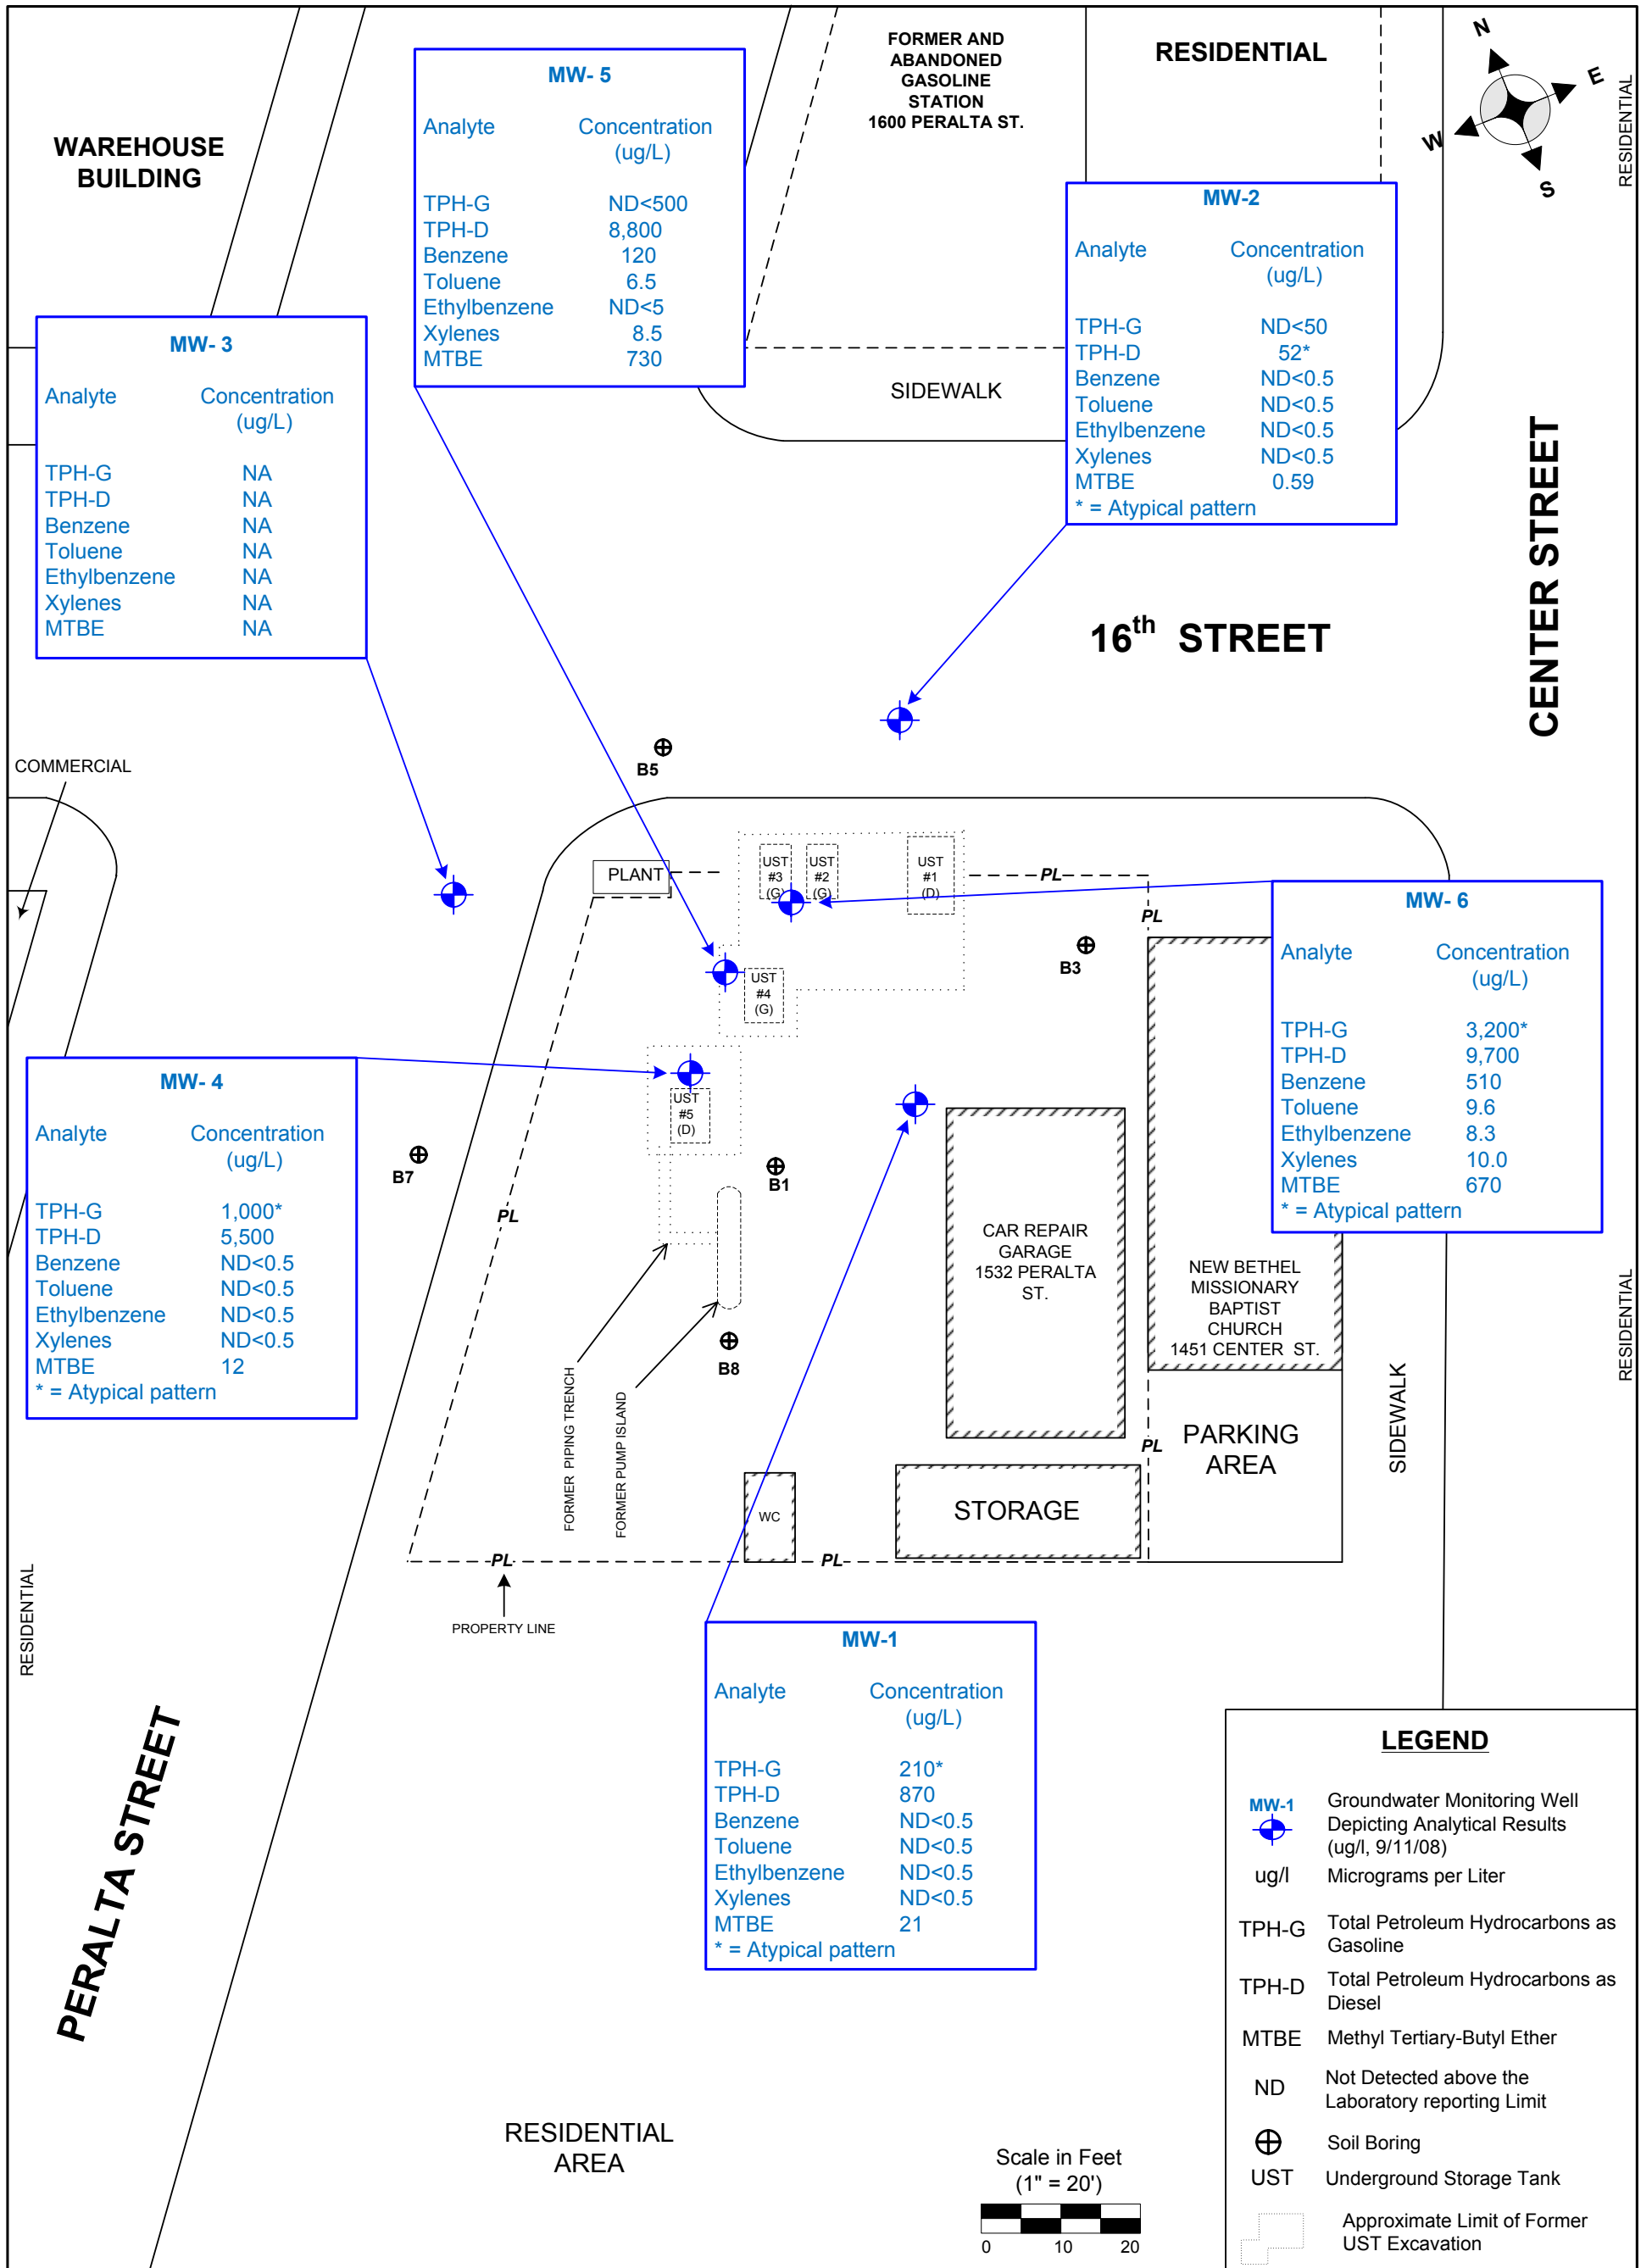 WAREHOUSE
BUILDING
MW- 5
Analyte Concentration
(ug/L)
TPH-G ND<500
TPH-D 8,800
Benzene 120
Toluene 6.5
Ethylbenzene ND<5
Xylenes 8.5
MTBE 730
FORMER AND
ABANDONED
GASOLINE
STATION
1600 PERALTA ST.
RESIDENTIAL
N
E
W
S
RESIDENTIAL
MW-2
Analyte Concentration
(ug/L)
TPH-G ND<50
TPH-D 52*
Benzene ND<0.5
Toluene ND<0.5
Ethylbenzene ND<0.5
Xylenes ND<0.5
MTBE 0.59
* = Atypical pattern
MW- 3
Analyte Concentration
(ug/L)
TPH-G NA
TPH-D NA
Benzene NA
Toluene NA
Ethylbenzene NA
Xylenes NA
MTBE NA
SIDEWALK
16th STREET
CENTER STREET
COMMERCIAL
B5
PLANT
UST
#3
(G)
UST
#2
(G)
UST
#1
(D)
PL
PL
B3
UST
#4
(G)
MW- 6
Analyte Concentration
(ug/L)
TPH-G 3,200*
TPH-D 9,700
Benzene 510
Toluene 9.6
Ethylbenzene 8.3
Xylenes 10.0
MTBE 670
* = Atypical pattern
MW- 4
Analyte Concentration
(ug/L)
TPH-G 1,000*
TPH-D 5,500
Benzene ND<0.5
Toluene ND<0.5
Ethylbenzene ND<0.5
Xylenes ND<0.5
MTBE 12
* = Atypical pattern
UST
#5
(D)
B7
B1
PL
CAR REPAIR
GARAGE
1532 PERALTA
ST.
NEW BETHEL
MISSIONARY
BAPTIST
CHURCH
1451 CENTER ST.
B8
FORMER PIPING TRENCH
FORMER PUMP ISLAND
RESIDENTIAL
SIDEWALK
PL
PARKING
AREA
WC
STORAGE
PL
PL
PROPERTY LINE
RESIDENTIAL
PERALTA STREET
MW-1
Analyte Concentration
(ug/L)
TPH-G 210*
TPH-D 870
Benzene ND<0.5
Toluene ND<0.5
Ethylbenzene ND<0.5
Xylenes ND<0.5
MTBE 21
* = Atypical pattern
RESIDENTIAL
AREA
Scale in Feet
(1" = 20')
0 10 20
LEGEND
MW-1 Groundwater Monitoring Well
Depicting Analytical Results
(ug/l, 9/11/08)
ug/l Micrograms per Liter
TPH-G Total Petroleum Hydrocarbons as
Gasoline
TPH-D Total Petroleum Hydrocarbons as
Diesel
MTBE Methyl Tertiary-Butyl Ether
ND Not Detected above the
Laboratory reporting Limit
Soil Boring
UST Underground Storage Tank
Approximate Limit of Former
UST Excavation